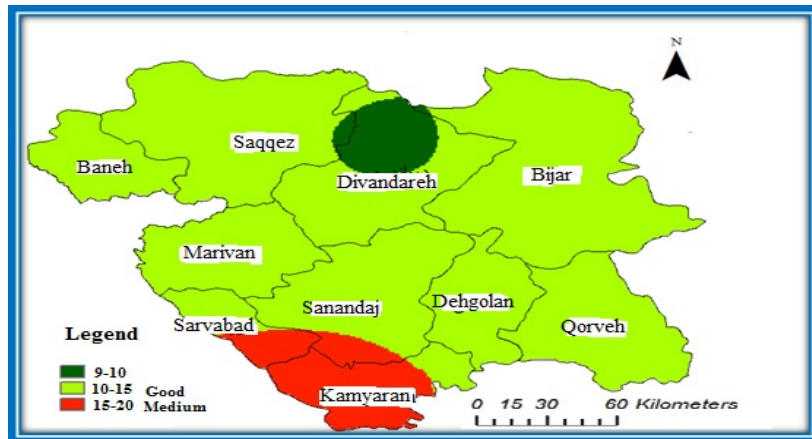 N
Saqqez
Baneh
Divandareh
Bijar
Marivan
Sanandaj
Dehgolan
Sarvabad
Qorveh
Legend
9-10
10-15 Good
15-20 Medium
Kamyaran
0 15 30 60 Kilometers